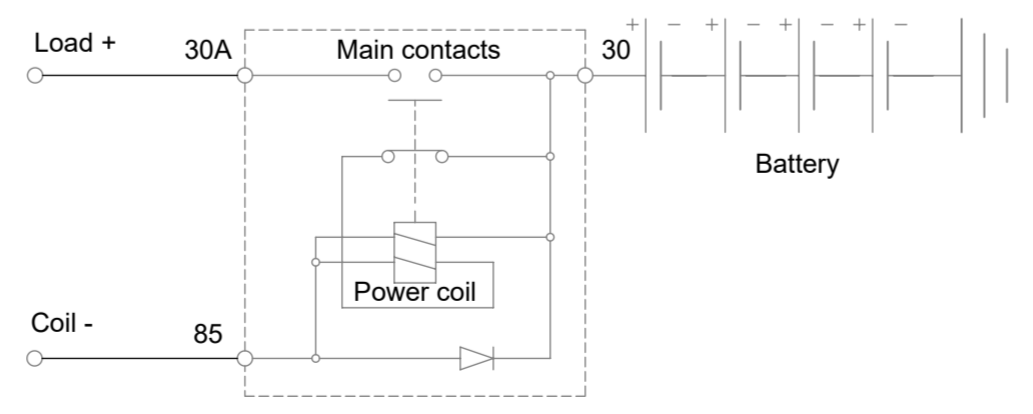 Load +
30A
Main contacts
30
+ − + − + − + −
Battery
Power coil
Coil -
85